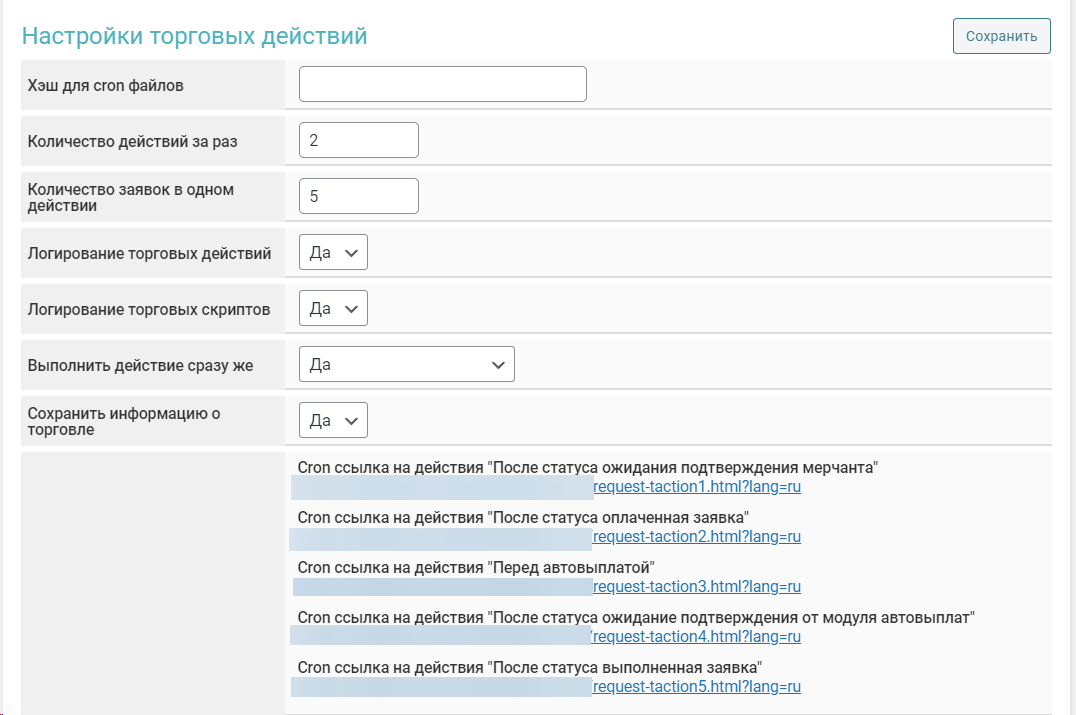 Настройки торговых действий
Сохранить
Хэш для cron файлов
Количество действий за раз
2
Количество заявок в одном
действии
5
Логирование торговых действий
Да
Логирование торговых скриптов
Да
Выполнить действие сразу же
Да
Сохранить информацию о
торговле
Да
Cron ссылка на действия "После статуса ожидания подтверждения мерчанта"
request-taction1.html?lang=ru
Cron ссылка на действия "После статуса оплаченная заявка"
request-taction2.html?lang=ru
Cron ссылка на действия "Перед автовыплатой"
request-taction3.html?lang=ru
Cron ссылка на действия "После статуса ожидание подтверждения от модуля автовыплат"
request-taction4.html?lang=ru
Cron ссылка на действия "После статуса выполненная заявка"
request-taction5.html?lang=ru